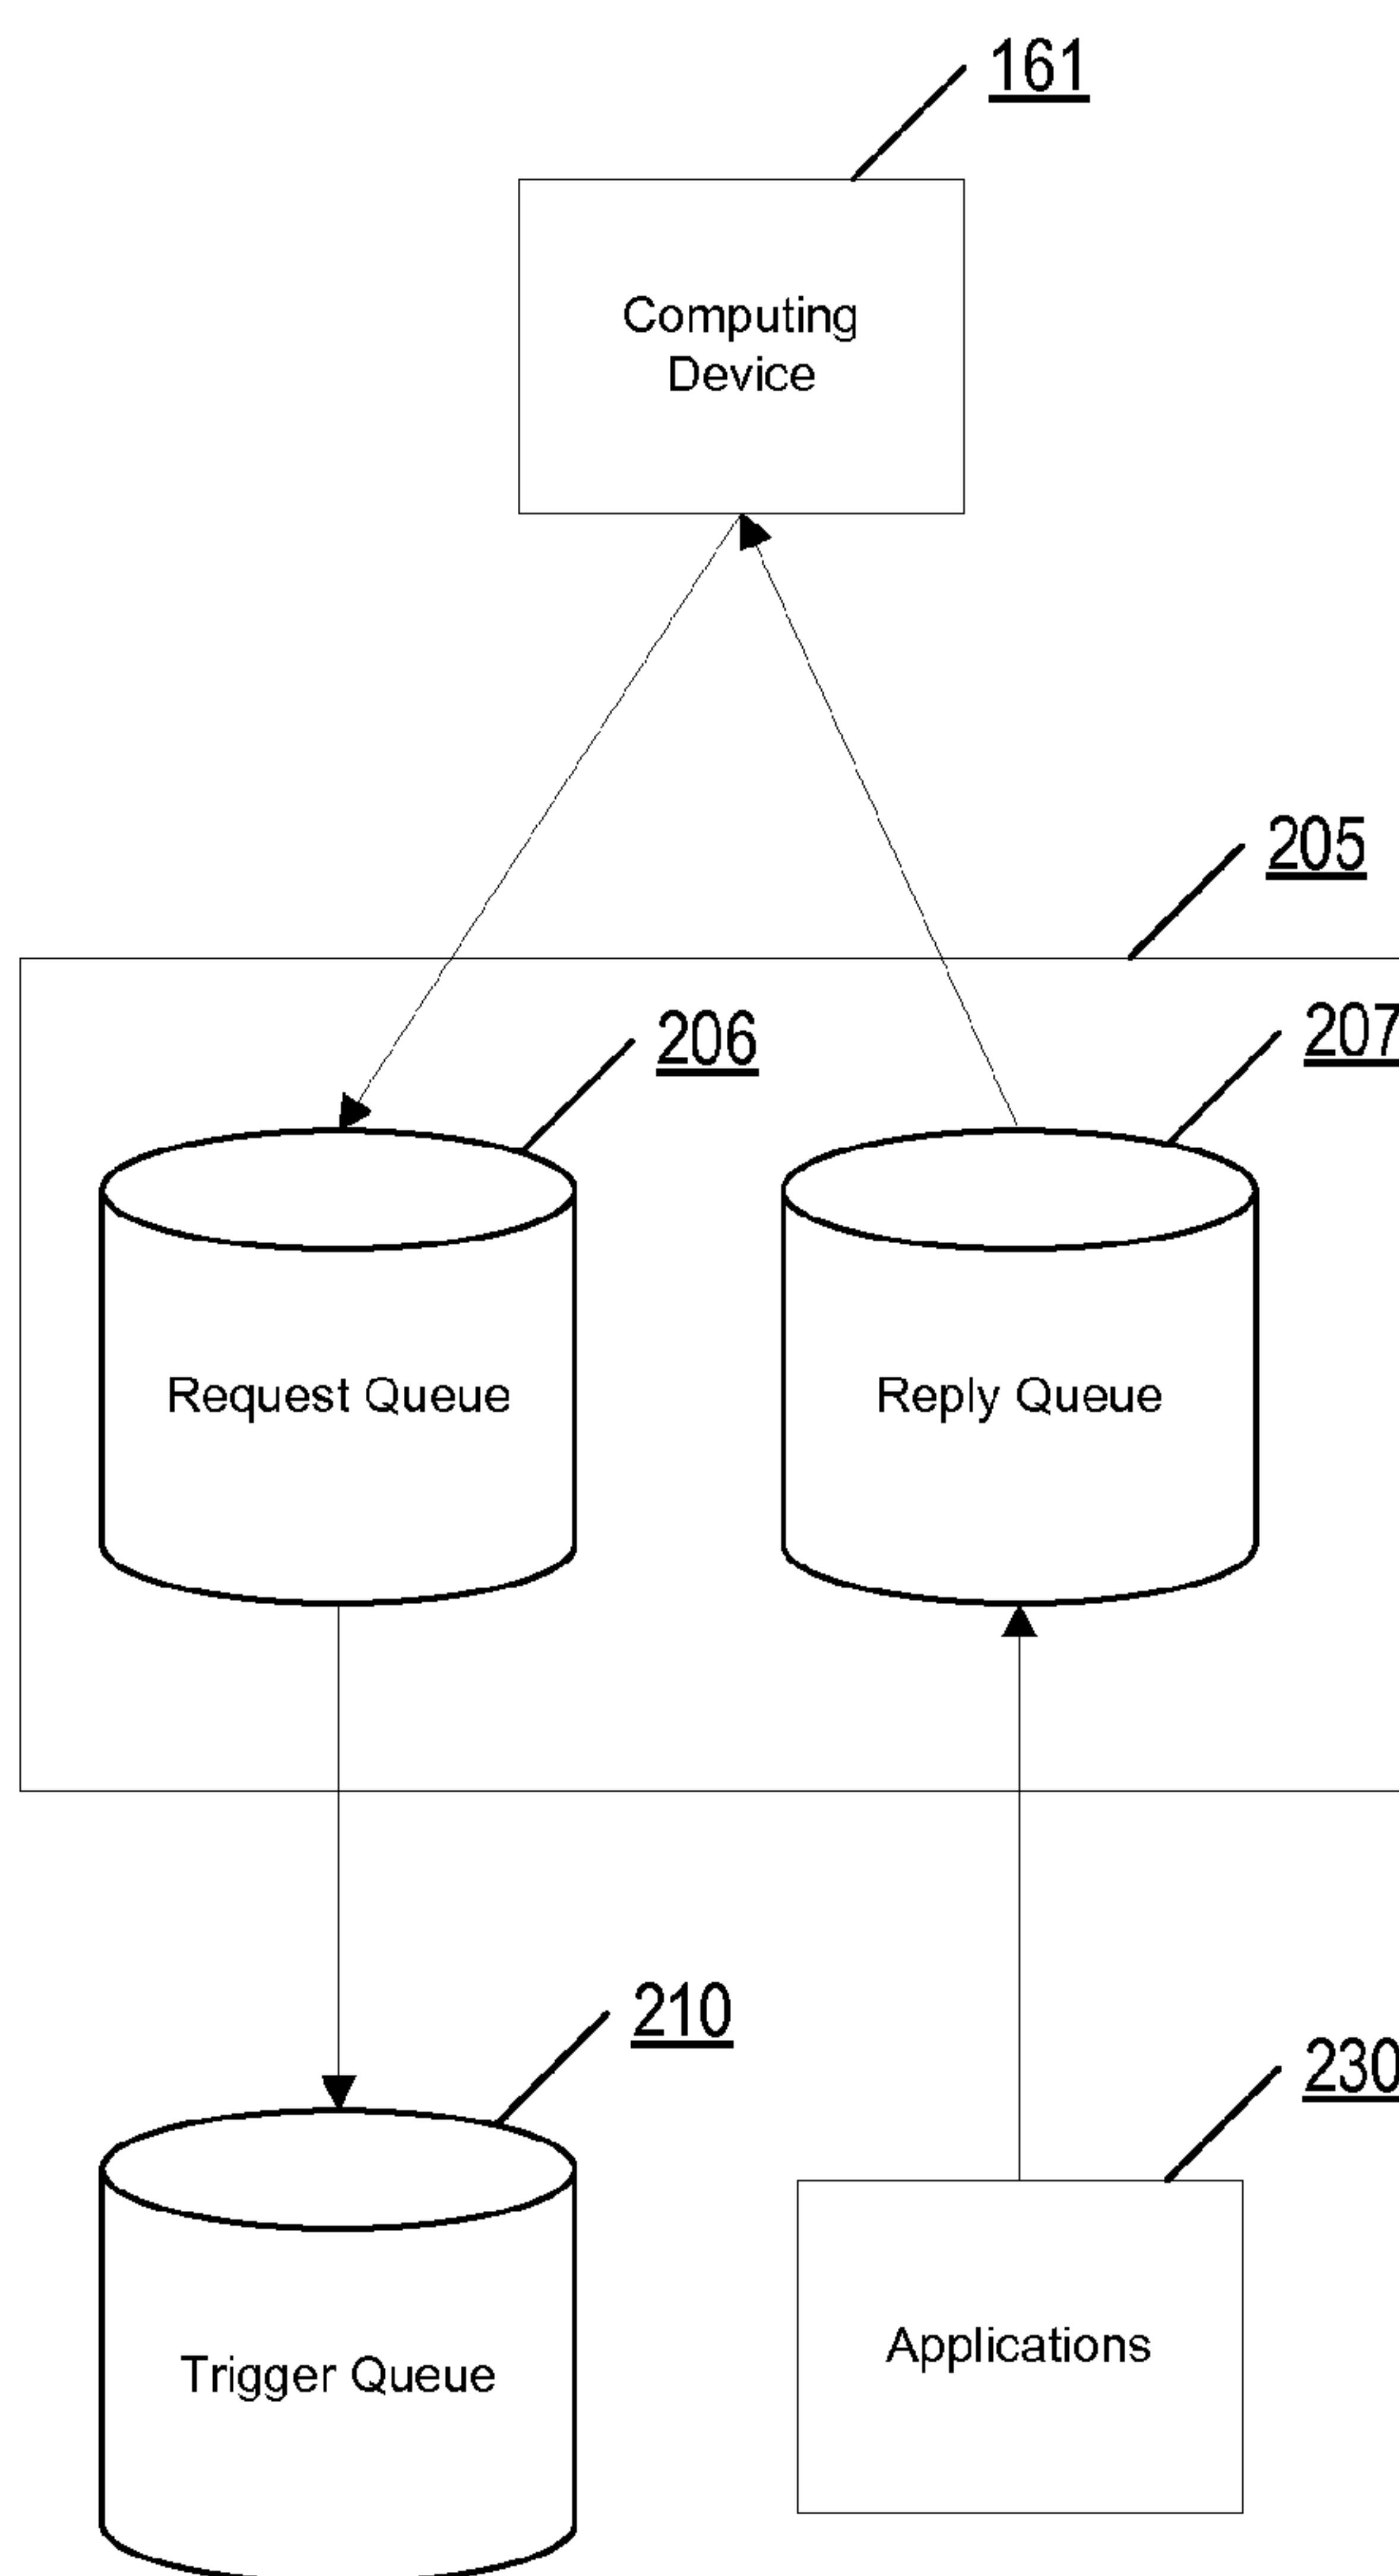 161
Computing
Device
205
206
207
Request Queue
Reply Queue
210
230
Trigger Queue
Applications